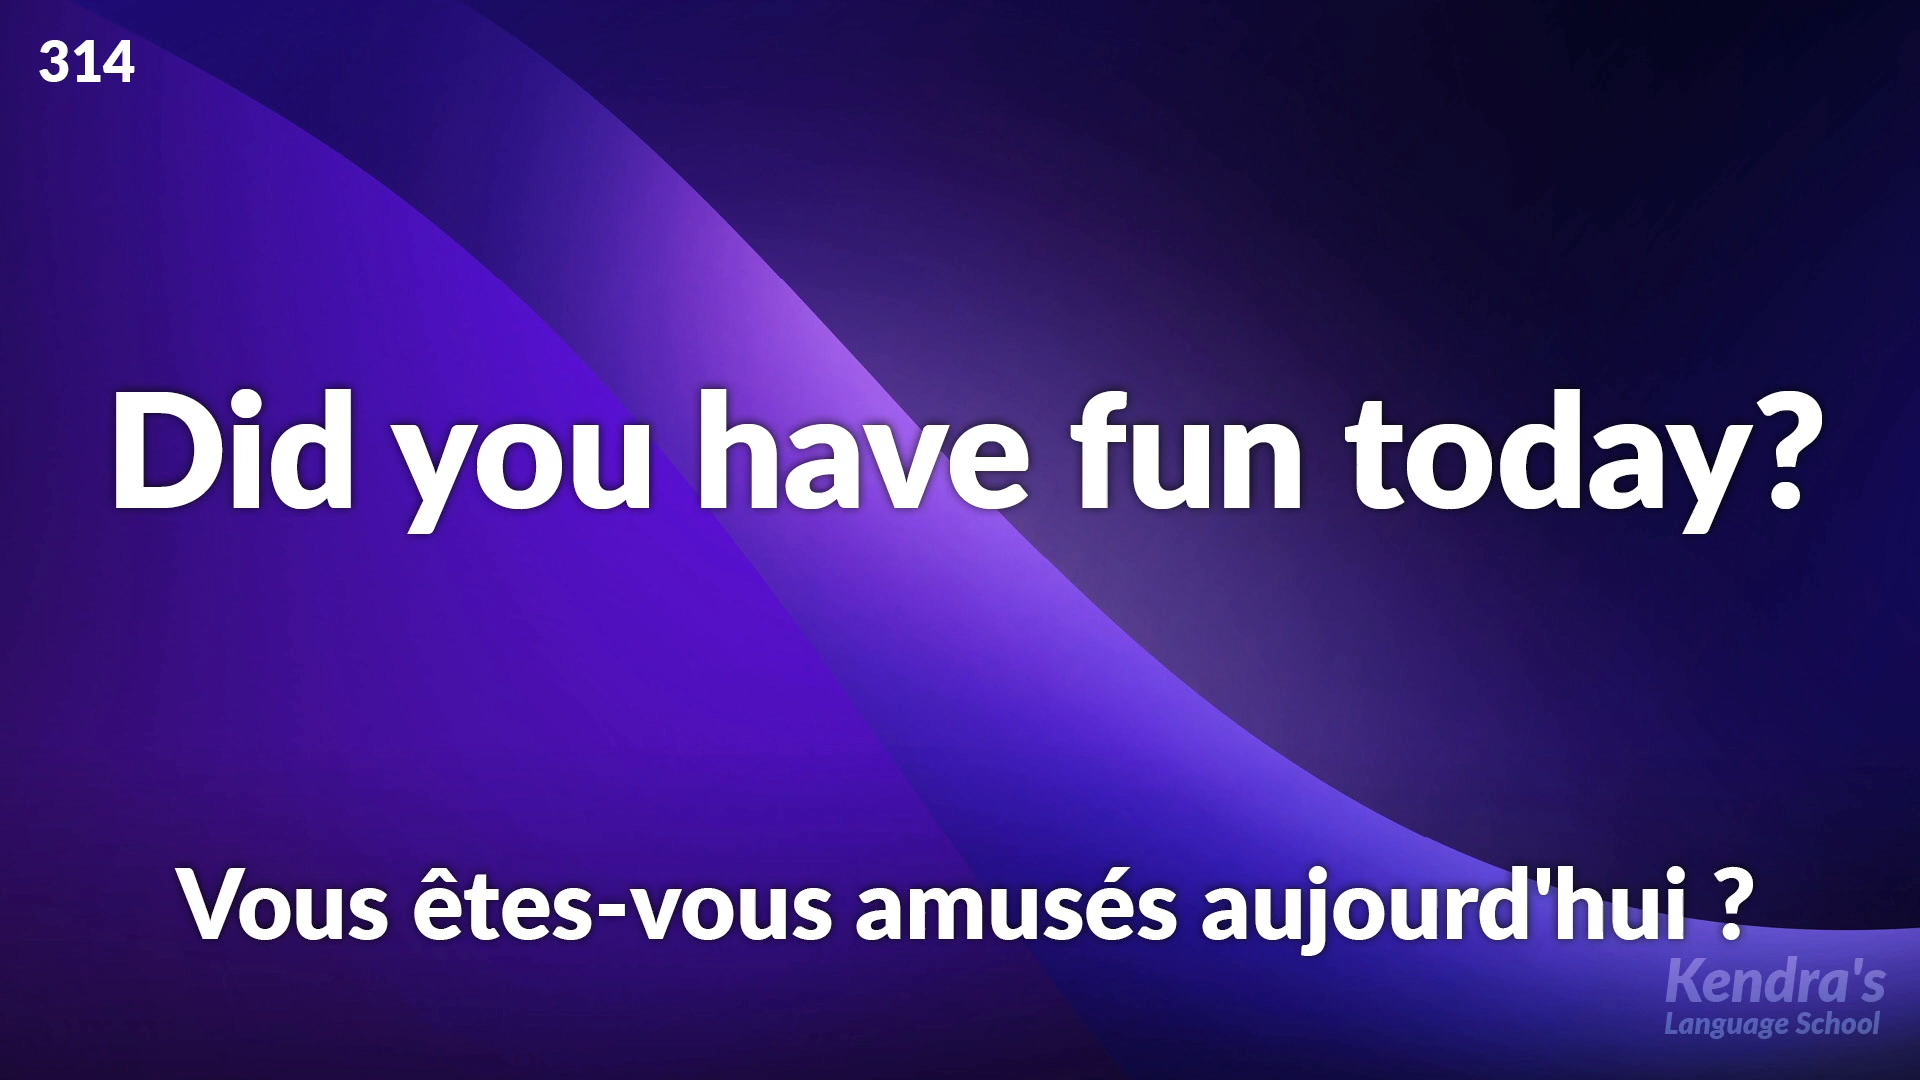 314
Did you have fun today?
Vous êtes-vous amusés aujourd'hui ?
Kendra's
Language School